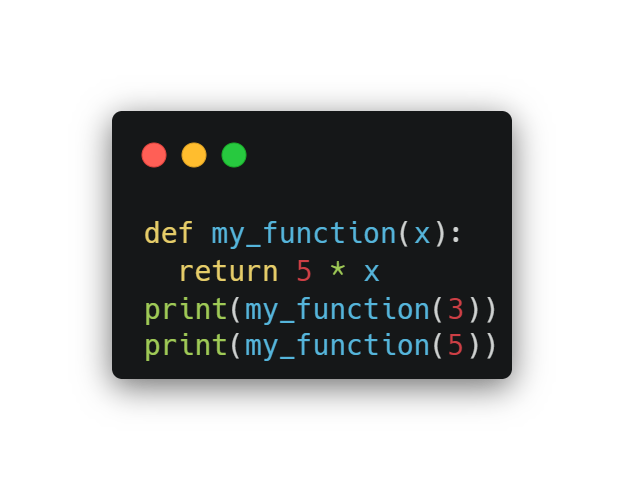 def my_function(x):
  return 5 * x
print(my_function(3))
print(my_function(5))